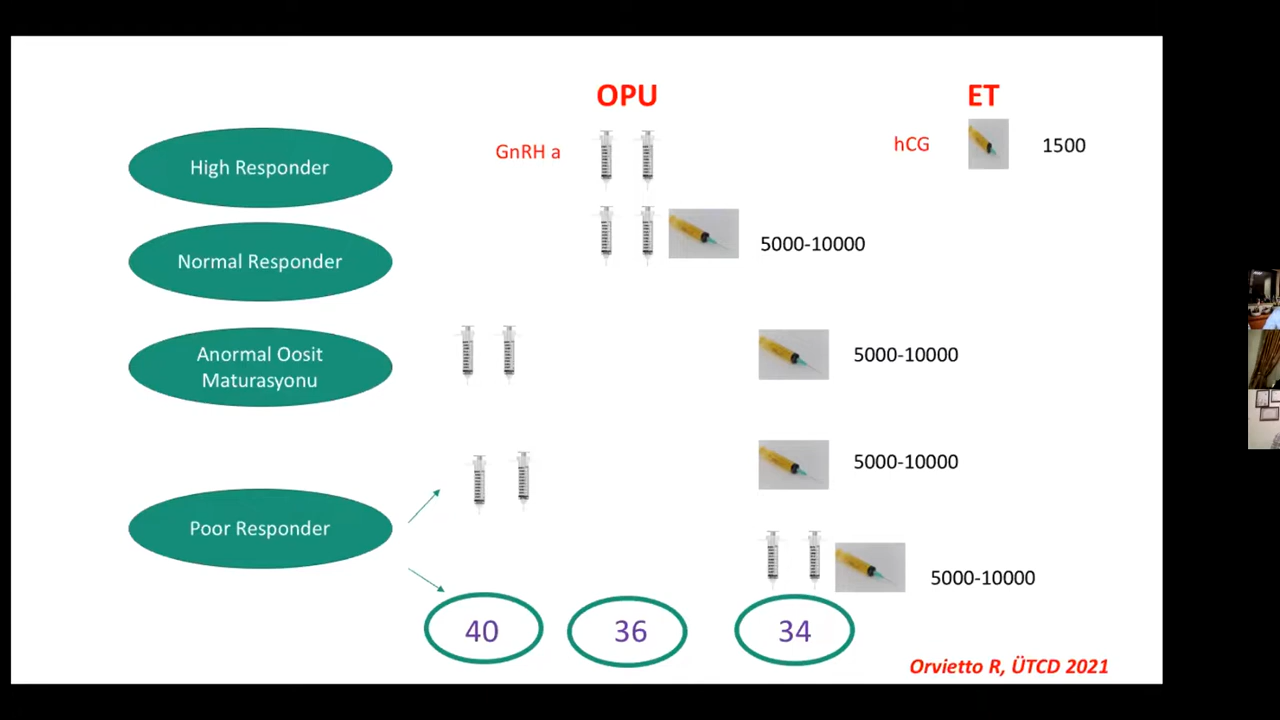 OPU
ET
High Responder
GnRH a
hCG
1500
Normal Responder
5000-10000
Anormal Oosit
Maturasyonu
5000-10000
5000-10000
Poor Responder
5000-10000
40
36
34
Orvietto R, ÜTCD 2021